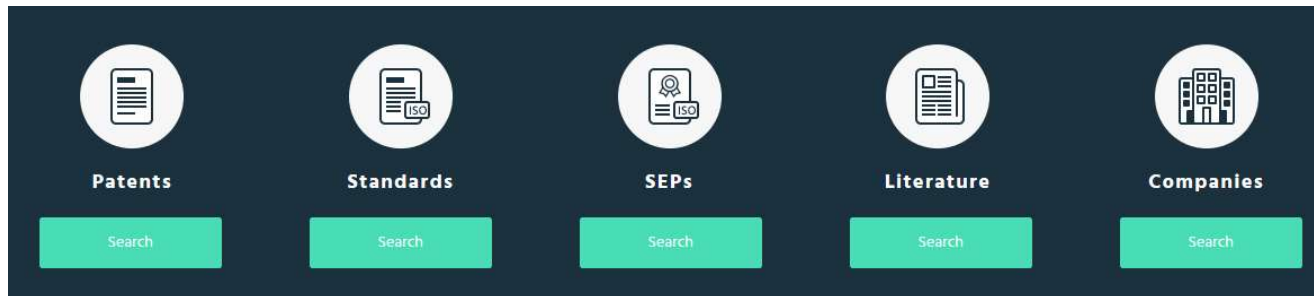 ISO
ISO
Patents
Standards
SEPs
Literature
Companies
Search
Search
Search
Search
Search